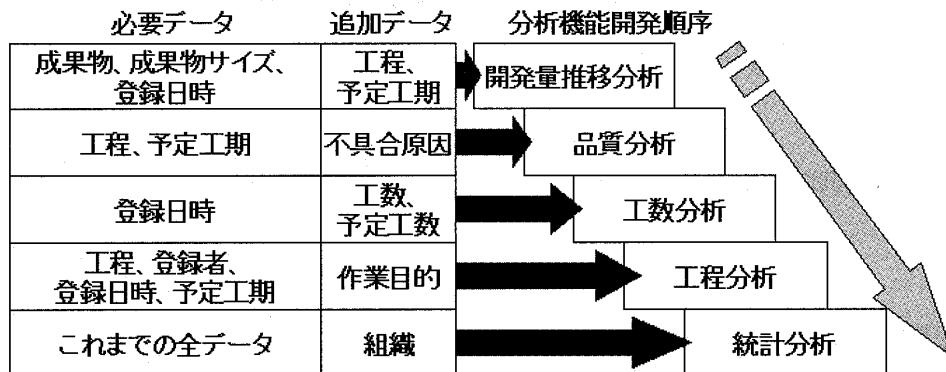 必要データ 追加データ 分析機能開発順序
成果物、成果物サイズ、
登録日時
工程、
予定工期
開発量推移分析
工程、予定工期
不具合原因
品質分析
登録日時
工数、
予定工数
工数分析
工程、登録者、
登録日時、予定工期
作業目的
工程分析
これまでの全データ
組織
統計分析